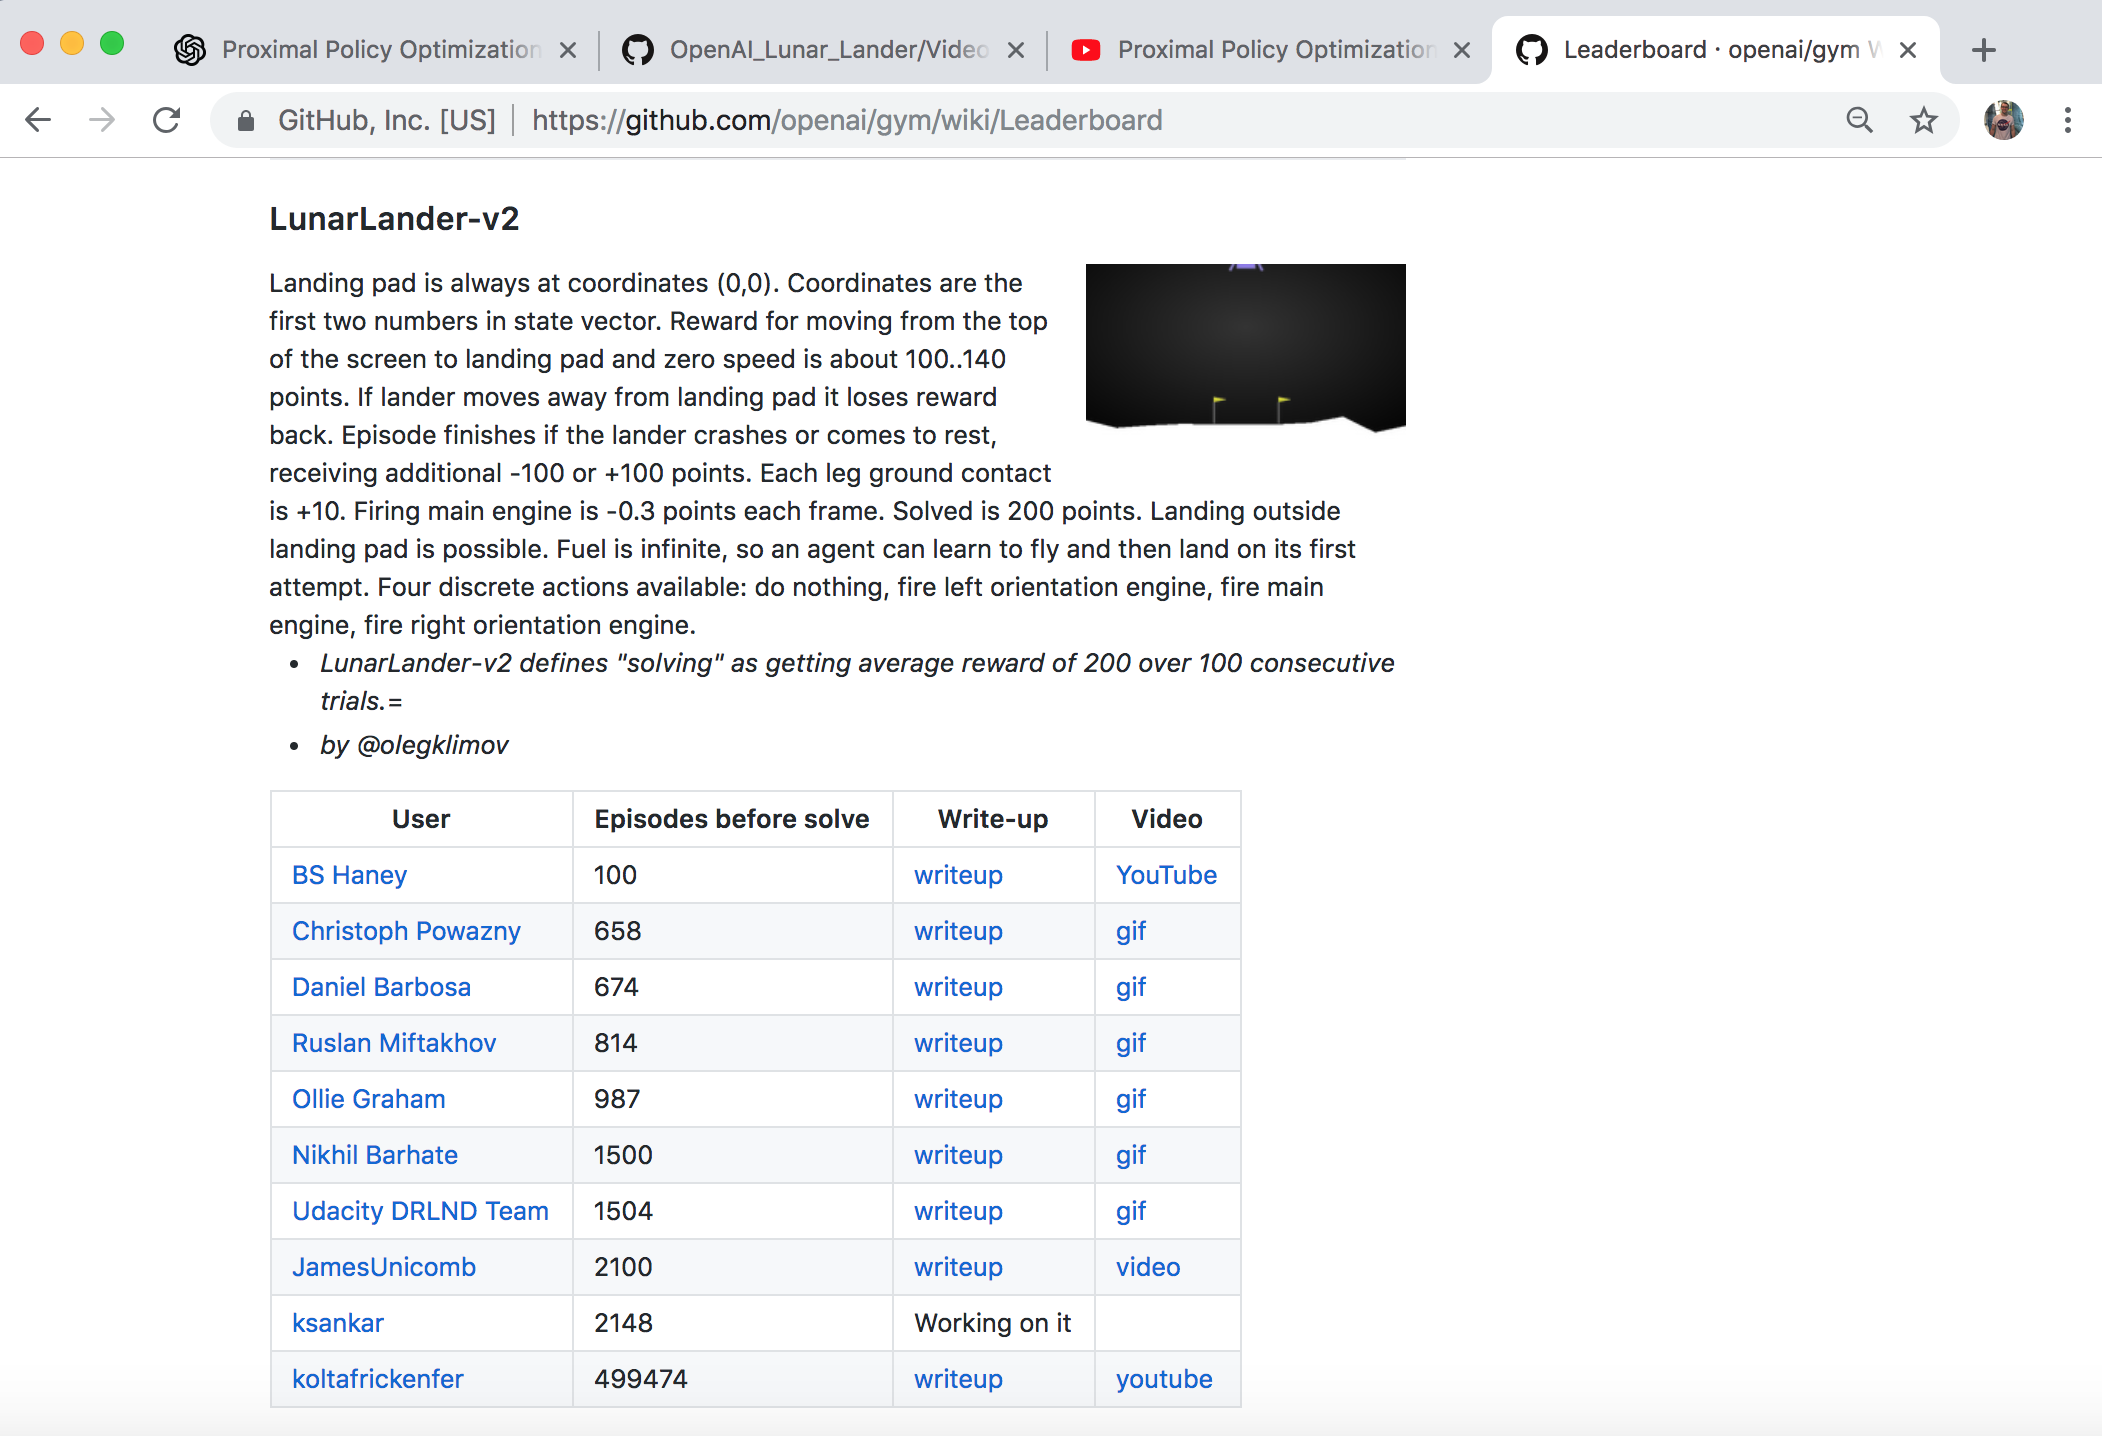 Proximal Policy Optimization
OpenAI_Lunar_Lander/Video
Proximal Policy Optimization
Leaderboard · openai/gym W
GitHub, Inc. [US] https://github.com/openai/gym/wiki/Leaderboard
LunarLander-v2
Landing pad is always at coordinates (0,0). Coordinates are the
first two numbers in state vector. Reward for moving from the top
of the screen to landing pad and zero speed is about 100..140
points. If lander moves away from landing pad it loses reward
back. Episode finishes if the lander crashes or comes to rest,
receiving additional -100 or +100 points. Each leg ground contact
is +10. Firing main engine is -0.3 points each frame. Solved is 200 points. Landing outside
landing pad is possible. Fuel is infinite, so an agent can learn to fly and then land on its first
attempt. Four discrete actions available: do nothing, fire left orientation engine, fire main
engine, fire right orientation engine.
• LunarLander-v2 defines "solving" as getting average reward of 200 over 100 consecutive
trials.=
• by @olegklimov
User Episodes before solve Write-up Video
BS Haney 100 writeup YouTube
Christoph Powazny 658 writeup gif
Daniel Barbosa 674 writeup gif
Ruslan Miftakhov 814 writeup gif
Ollie Graham 987 writeup gif
Nikhil Barhate 1500 writeup gif
Udacity DRLND Team 1504 writeup gif
JamesUnicomb 2100 writeup video
ksankar 2148 Working on it
koltafrickenfer 499474 writeup youtube